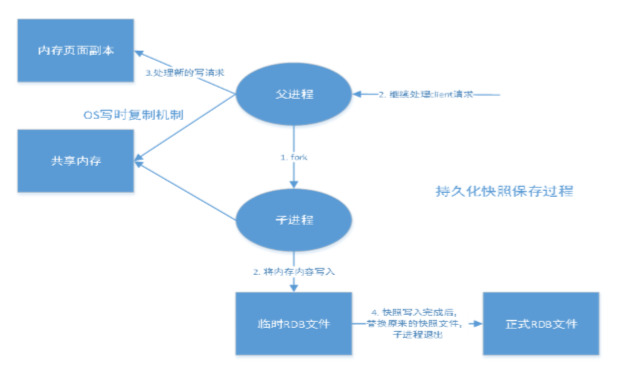 内存页面副本
3.处理新的写请求
父进程
2. 继续处理client请求
OS写时复制机制
共享内存
1. fork
持久化快照保存过程
子进程
2. 将内存内容写入
临时RDB文件
4. 快照写入完成后,
替换原来的快照文件,
子进程退出
正式RDB文件